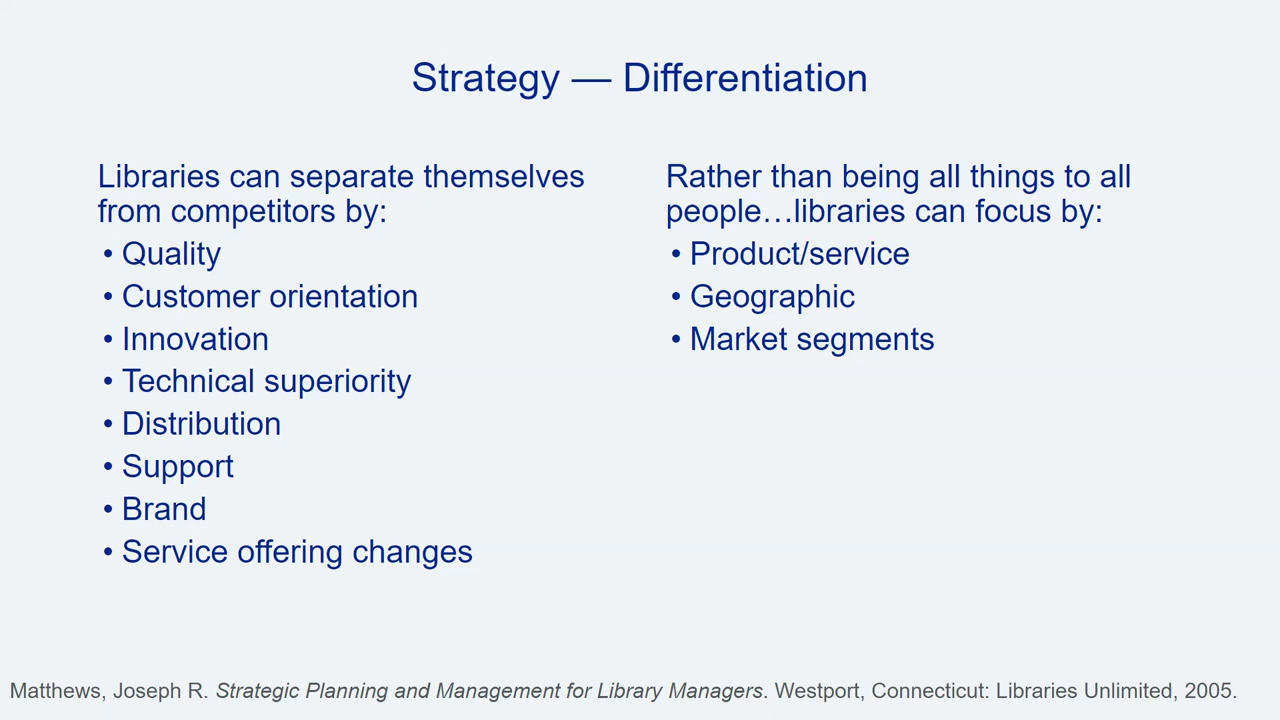 Strategy — Differentiation
Libraries can separate themselves
from competitors by:
• Quality
• Customer orientation
• Innovation
• Technical superiority
• Distribution
• Support
• Brand
• Service offering changes
Rather than being all things to all
people…libraries can focus by:
• Product/service
• Geographic
• Market segments
Matthews, Joseph R. Strategic Planning and Management for Library Managers. Westport, Connecticut: Libraries Unlimited, 2005.